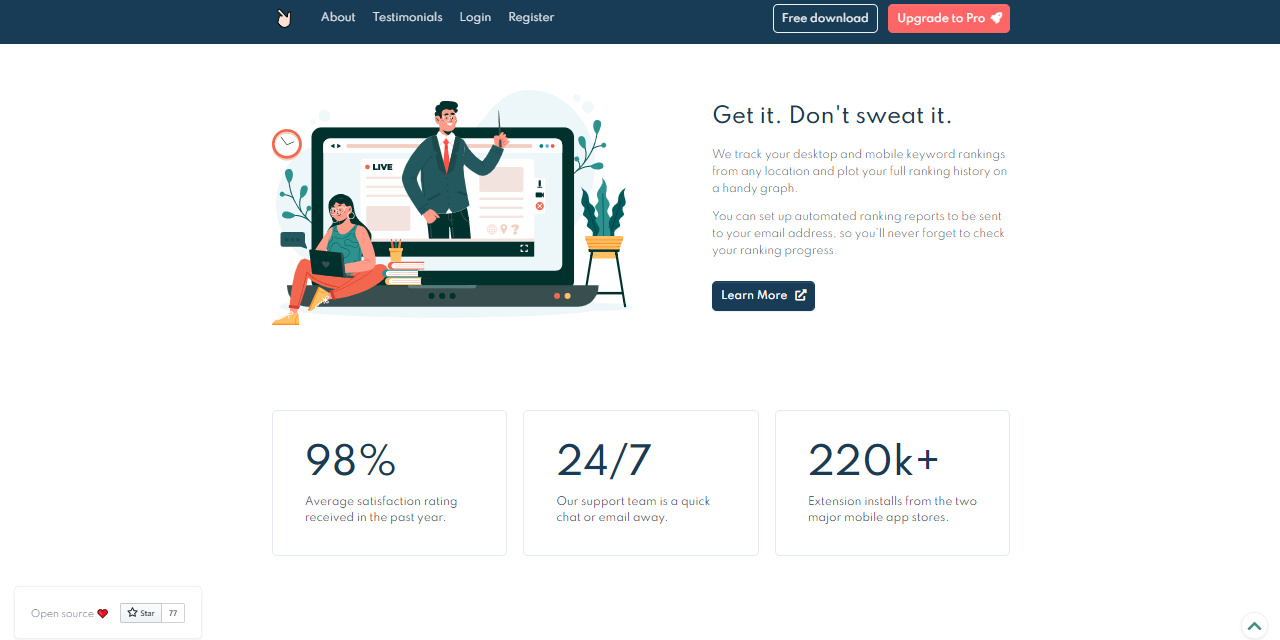 About Testimonials Login Register Free download Upgrade to Pro
LIVE
Get it. Don't sweat it.
We track your desktop and mobile keyword rankings
from any location and plot your full ranking history on
a handy graph.
You can set up automated ranking reports to be sent
to your email address, so you'll never forget to check
your ranking progress.
Learn More
98%
Average satisfaction rating
received in the past year.
24/7
Our support team is a quick
chat or email away.
220k+
Extension installs from the two
major mobile app stores.
Open source Star 77